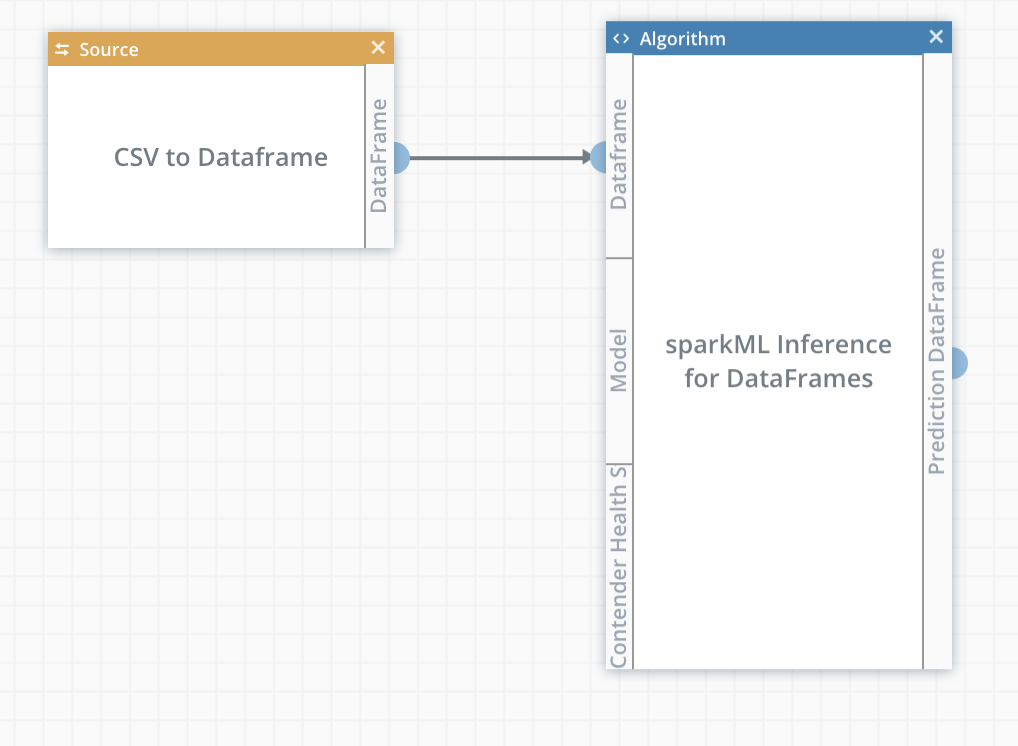 Source
CSV to Dataframe
DataFrame
Algorithm
Dataframe
Model
Contender Health S
sparkML Inference
for DataFrames
Prediction DataFrame